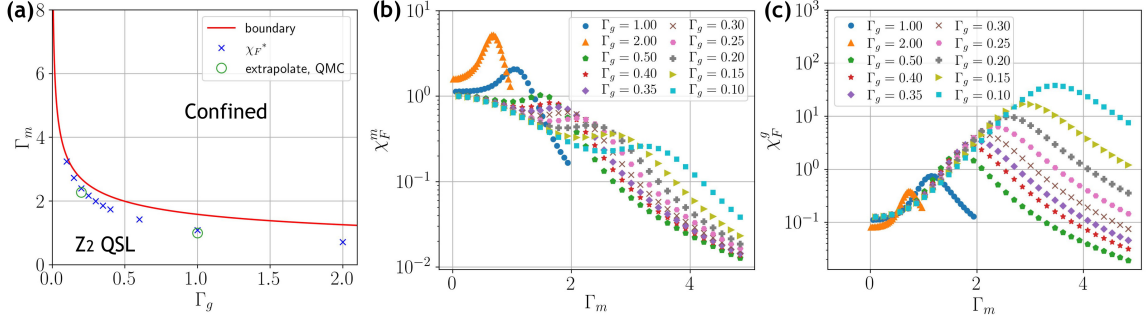 (a)
boundary
χF*
extrapolate, QMC
Confined
Z2 QSL
Γm
8
6
4
2
0
0.0 0.5 1.0 1.5 2.0
Γg
(b)
Γg = 1.00 Γg = 0.30
Γg = 2.00 Γg = 0.25
Γg = 0.50 Γg = 0.20
Γg = 0.40 Γg = 0.15
Γg = 0.35 Γg = 0.10
χF^m
10^1
10^0
10^-1
10^-2
0 2 4
Γm
(c)
Γg = 1.00 Γg = 0.30
Γg = 2.00 Γg = 0.25
Γg = 0.50 Γg = 0.20
Γg = 0.40 Γg = 0.15
Γg = 0.35 Γg = 0.10
χF^g
10^3
10^2
10^1
10^0
10^-1
0 2 4
Γm